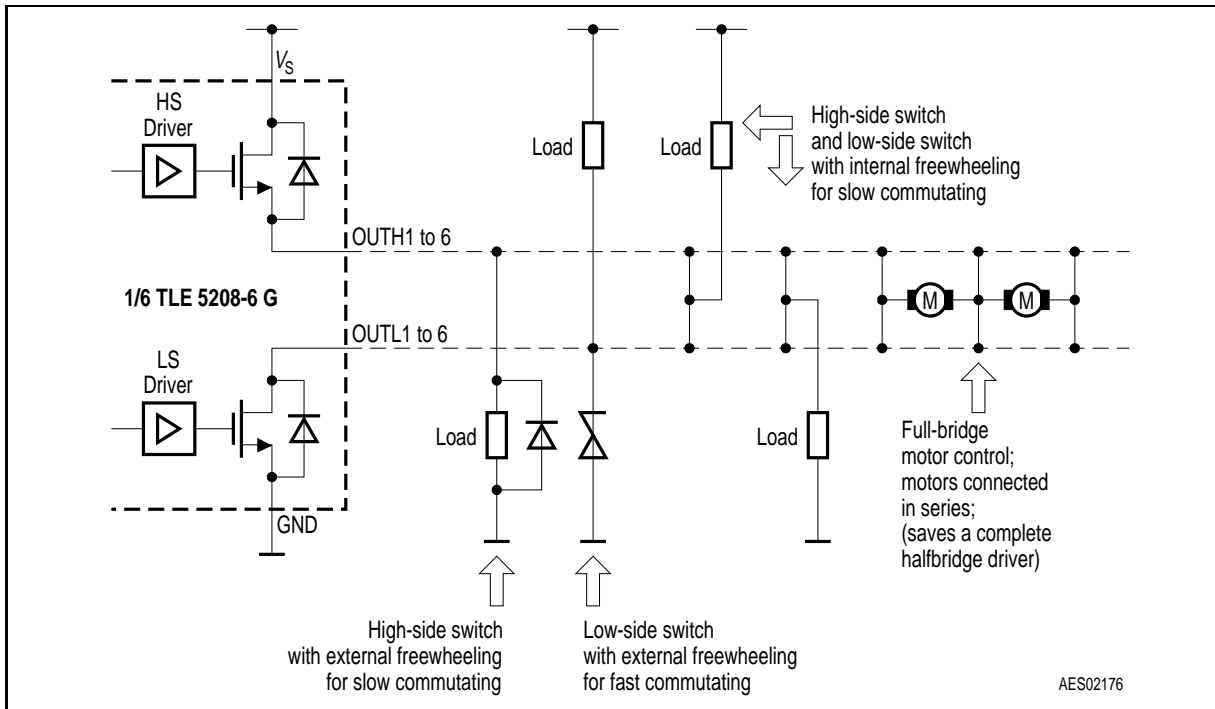 VS
HS
Driver
OUTH1 to 6
1/6 TLE 5208-6 G
OUTL1 to 6
LS
Driver
GND
Load
Load
Load
Load
High-side switch
and low-side switch
with internal freewheeling
for slow commutating
M
M
Full-bridge
motor control;
motors connected
in series;
(saves a complete
halfbridge driver)
High-side switch
with external freewheeling
for slow commutating
Low-side switch
with external freewheeling
for fast commutating
AES02176